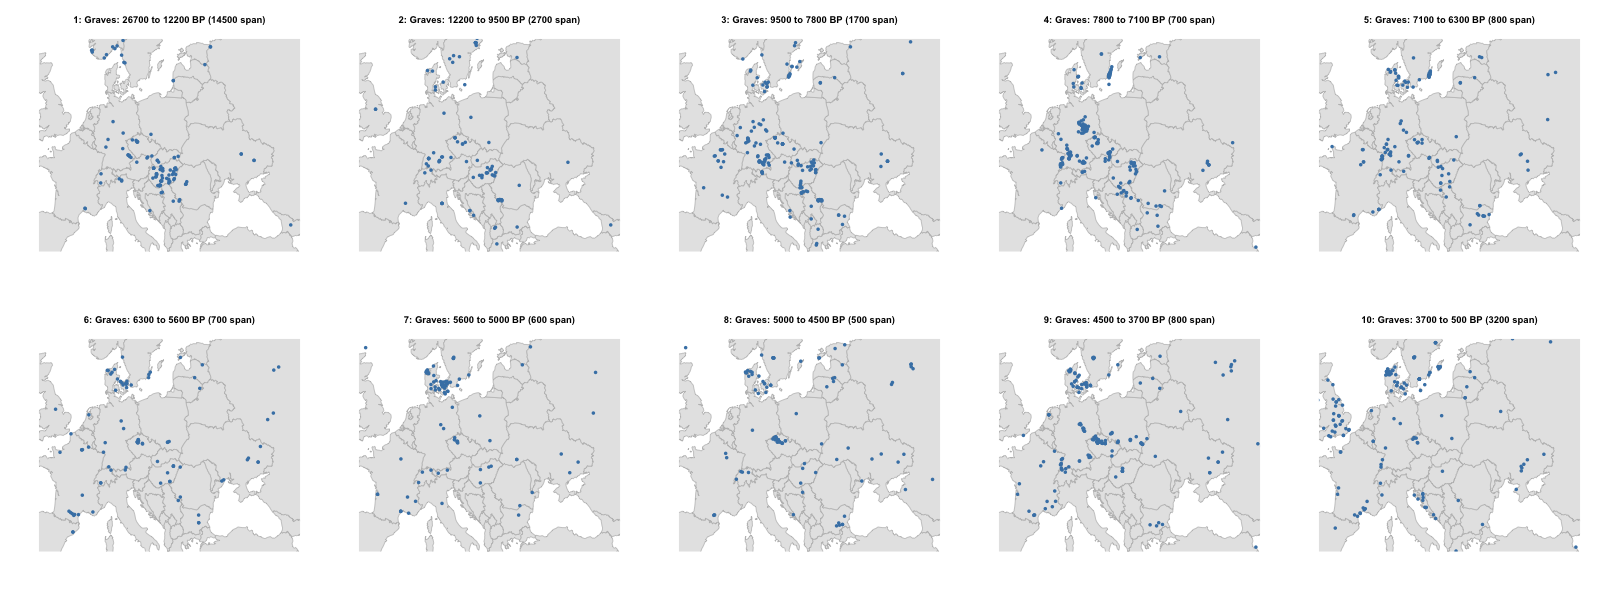 1: Graves: 26700 to 12200 BP (14500 span)
2: Graves: 12200 to 9500 BP (2700 span)
3: Graves: 9500 to 7800 BP (1700 span)
4: Graves: 7800 to 7100 BP (700 span)
5: Graves: 7100 to 6300 BP (800 span)
6: Graves: 6300 to 5600 BP (700 span)
7: Graves: 5600 to 5000 BP (600 span)
8: Graves: 5000 to 4500 BP (500 span)
9: Graves: 4500 to 3700 BP (800 span)
10: Graves: 3700 to 500 BP (3200 span)